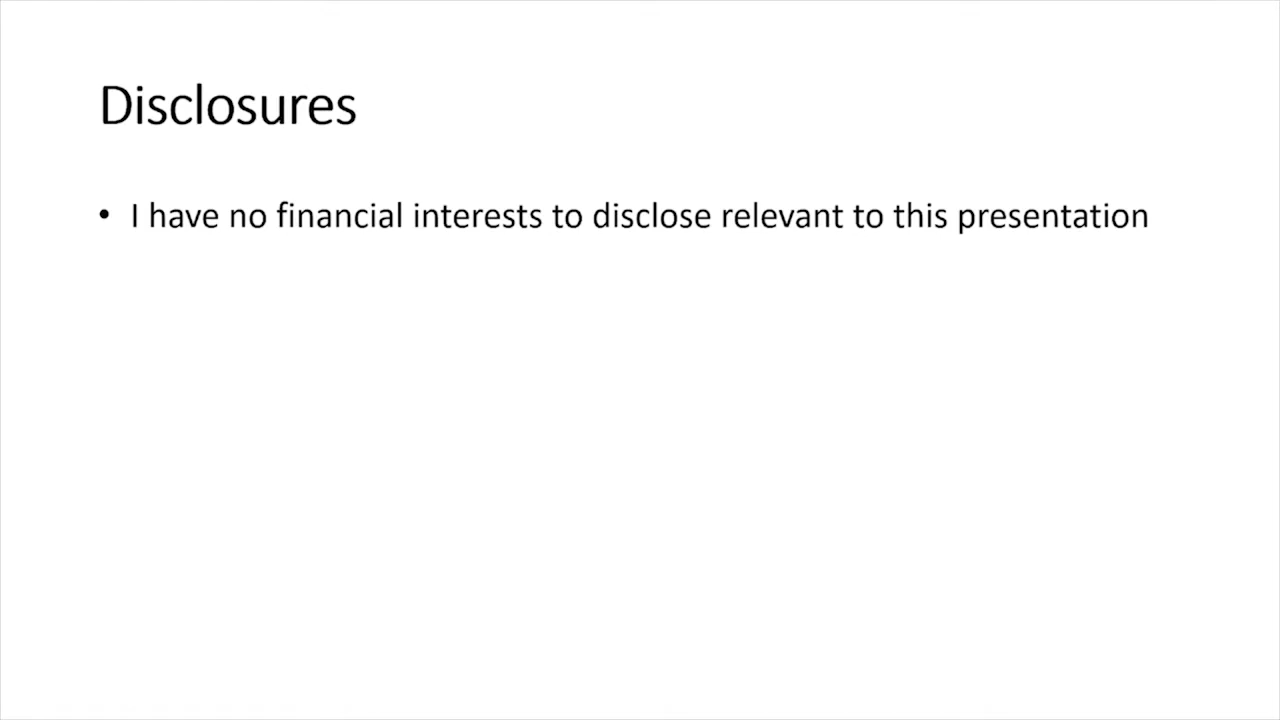 Disclosures
• I have no financial interests to disclose relevant to this presentation